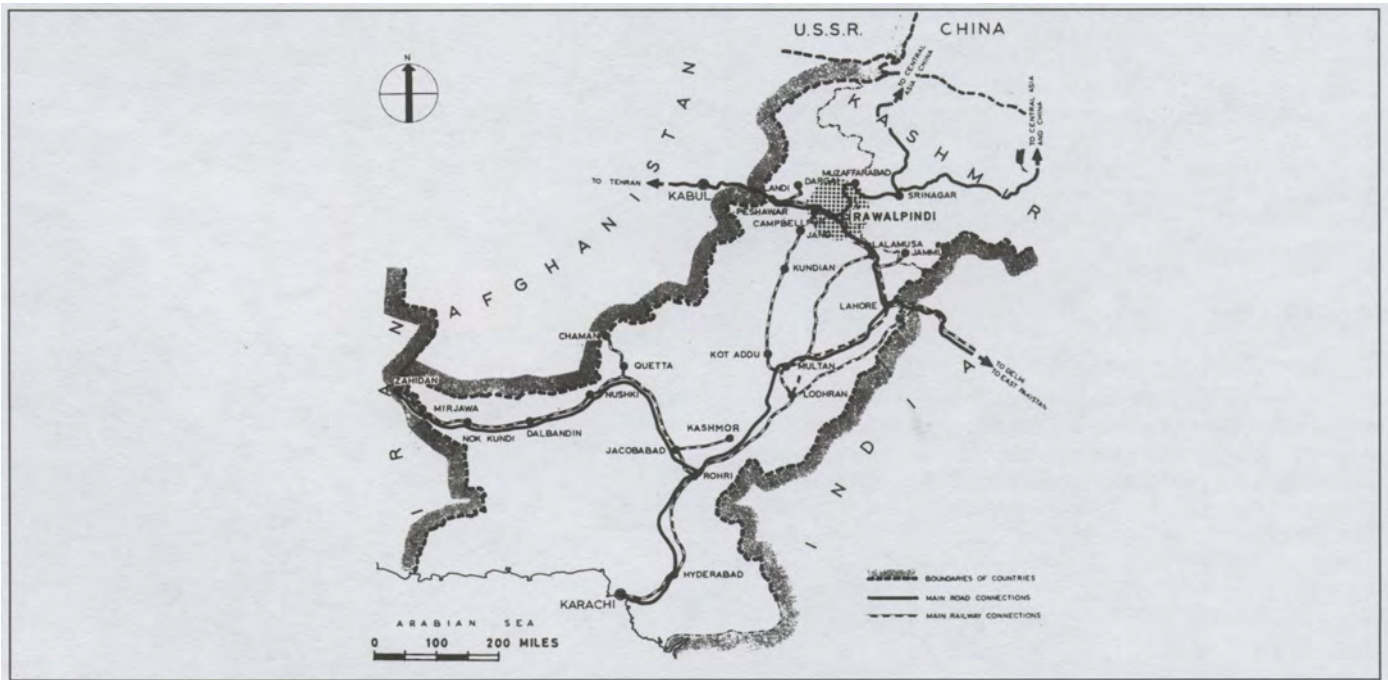 U.S.S.R. CHINA
N
TO CENTRAL
ASIA & CHINA
TO CENTRAL ASIA
AND CHINA
KASHMIR
AFGHANISTAN
TO TEHRAN
KABUL
LANDI
DARGAI
MUZAFFARABAD
SRINAGAR
PESHAWAR
RAWALPINDI
CAMPBELLPUR
JAND
LALAMUSA
JAMMU
KUNDIAN
LAHORE
CHAMAN
QUETTA
KOT ADDU
MULTAN
TO DELHI
TO EAST PAKISTAN
ZAHIDAN
MIRJAWA
NUSHKI
LODHRAN
NOK KUNDI
DALBANDIN
KASHMOR
JACOBABAD
ROHRI
IRAN
INDIA
HYDERABAD
KARACHI
BOUNDARIES OF COUNTRIES
MAIN ROAD CONNECTIONS
MAIN RAILWAY CONNECTIONS
ARABIAN SEA
0 100 200 MILES